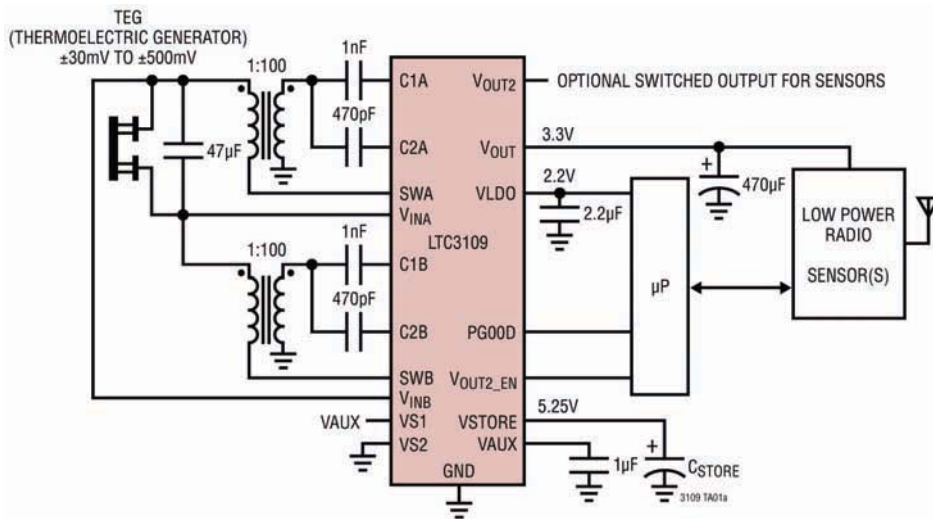 TEG
(THERMOELECTRIC GENERATOR)
±30mV TO ±500mV
1:100
1nF
470pF
47µF
C1A
C2A
SWA
VINA
LTC3109
1:100
1nF
470pF
C1B
C2B
SWB
VINB
VAUX
VS1
VS2
GND
VOUT2
OPTIONAL SWITCHED OUTPUT FOR SENSORS
VOUT
3.3V
470µF
VLDO
2.2V
2.2µF
µP
LOW POWER
RADIO
SENSOR(S)
PG00D
VOUT2_EN
VSTORE
5.25V
VAUX
1µF
CSTORE
3109 TA01a